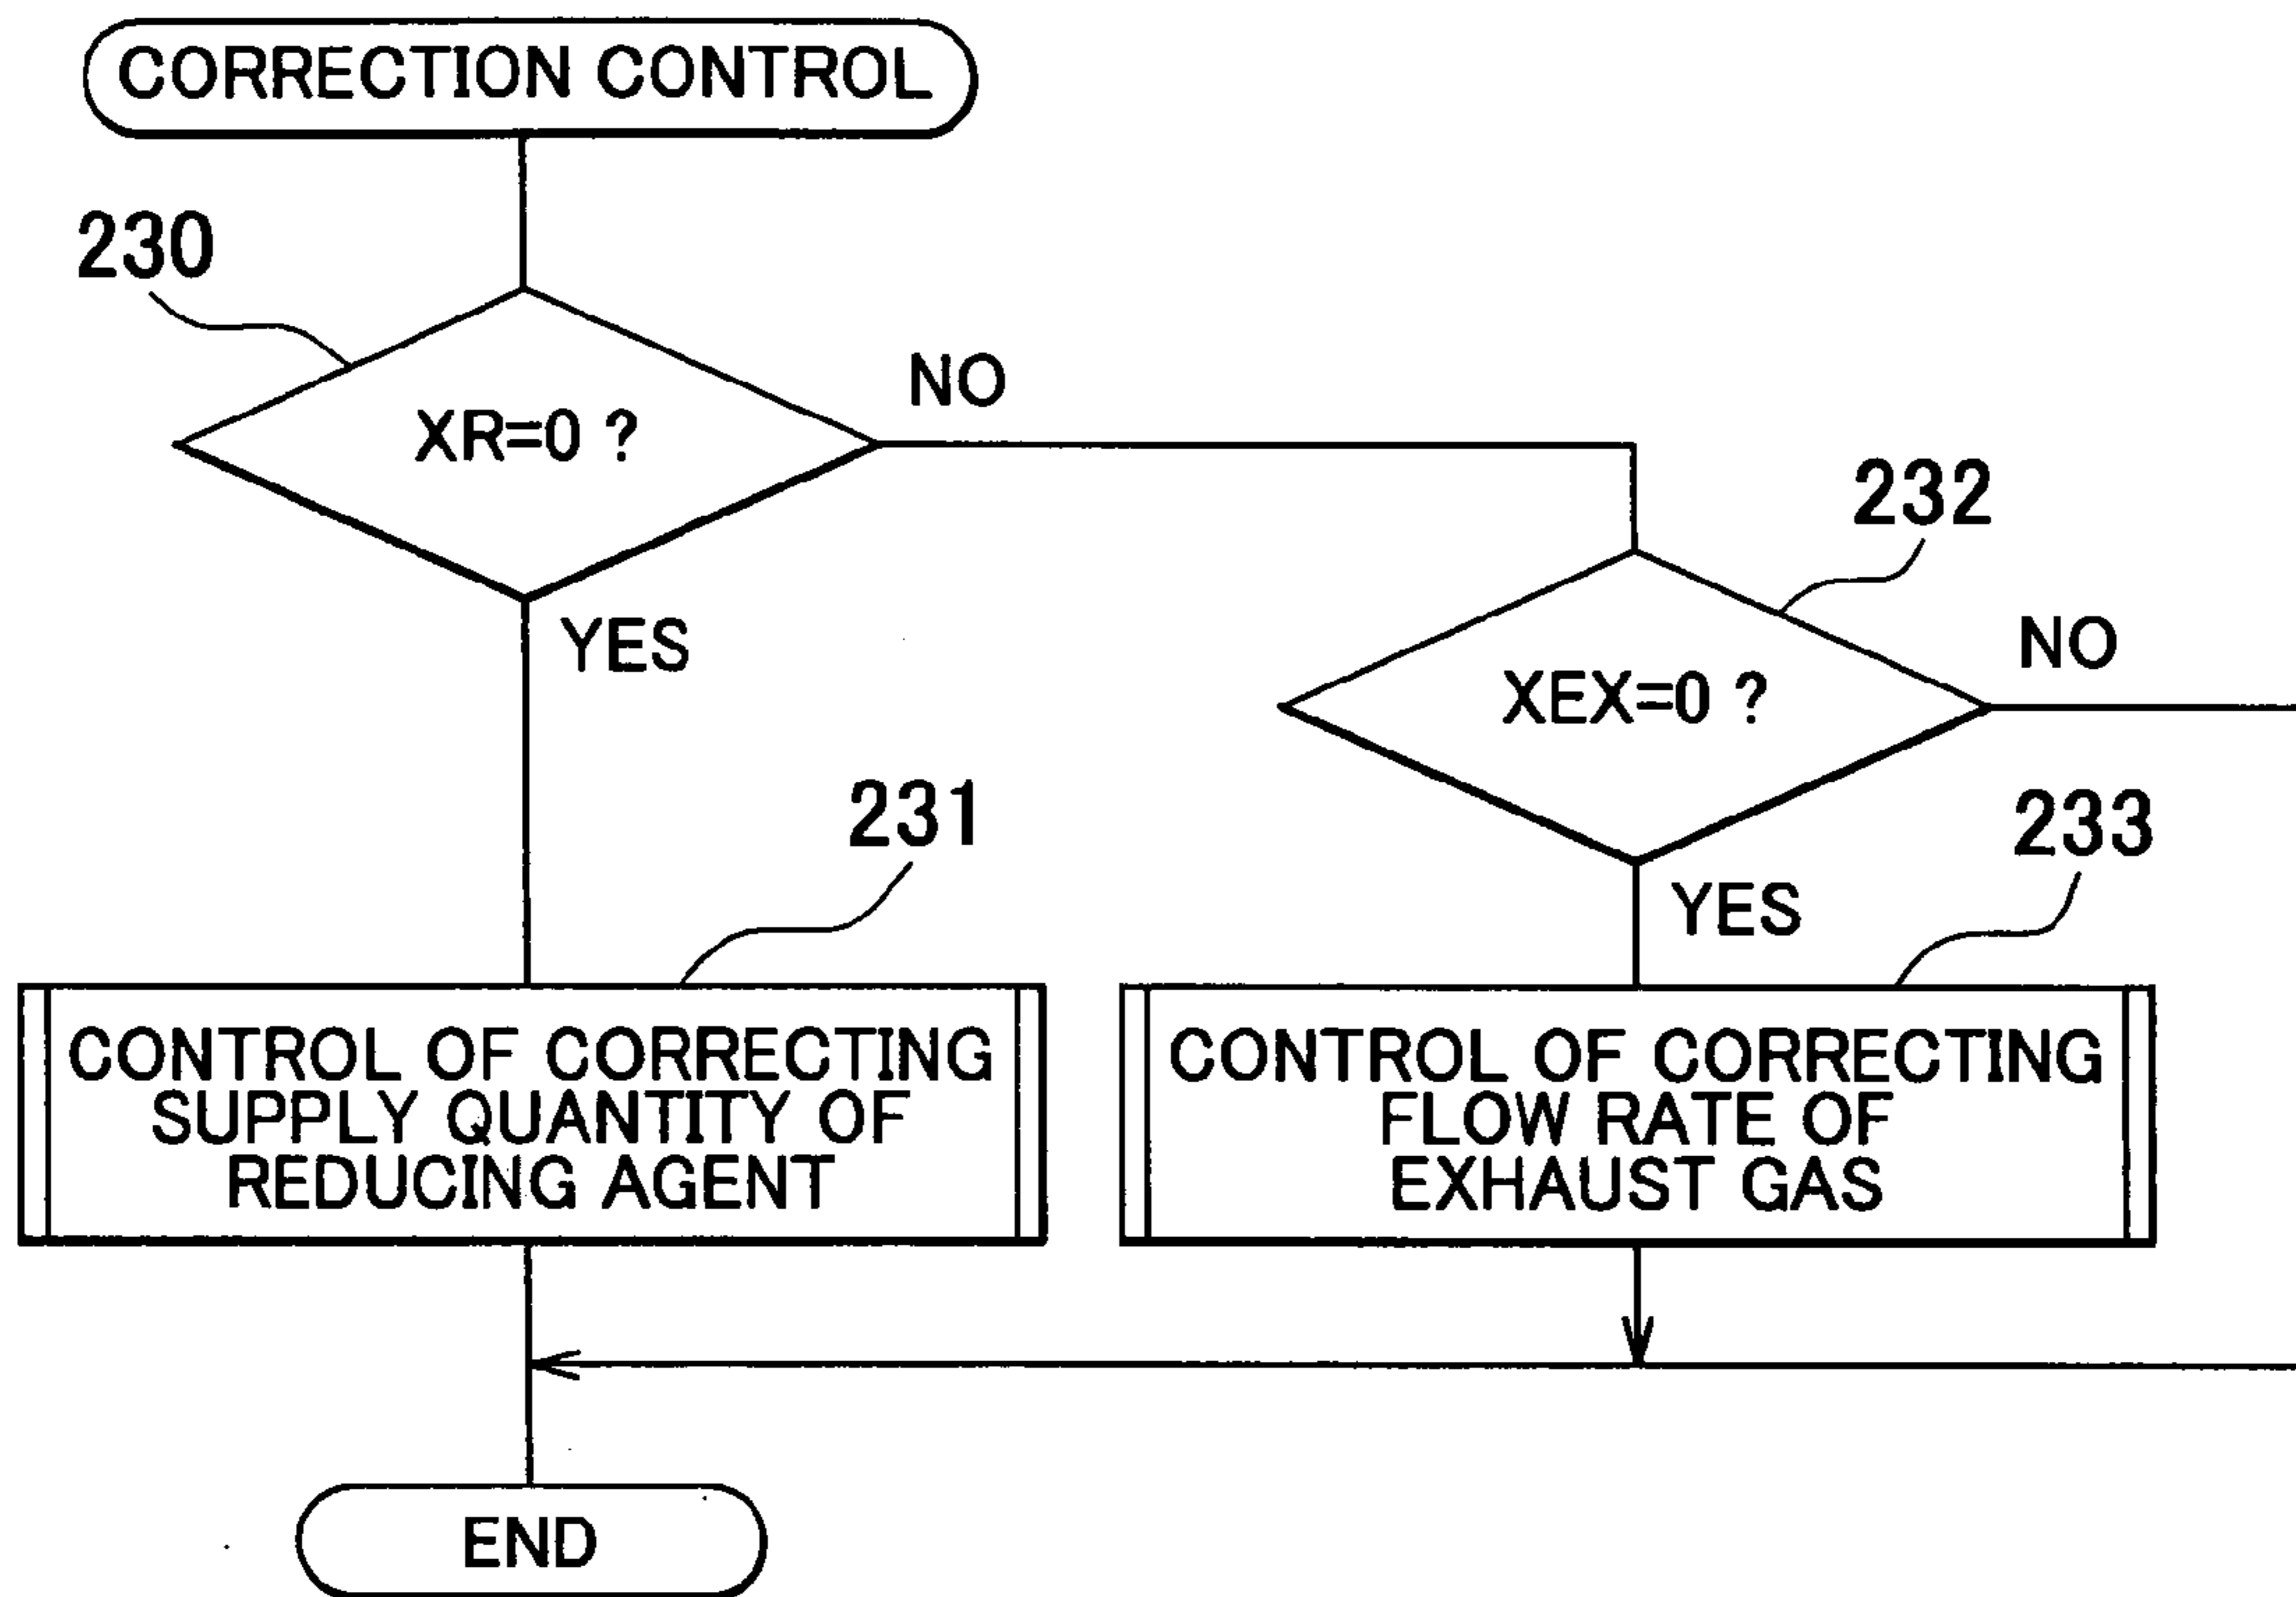 CORRECTION CONTROL
230
XR=0 ?
NO
YES
232
XEX=0 ?
NO
YES
231
CONTROL OF CORRECTING
SUPPLY QUANTITY OF
REDUCING AGENT
233
CONTROL OF CORRECTING
FLOW RATE OF
EXHAUST GAS
END